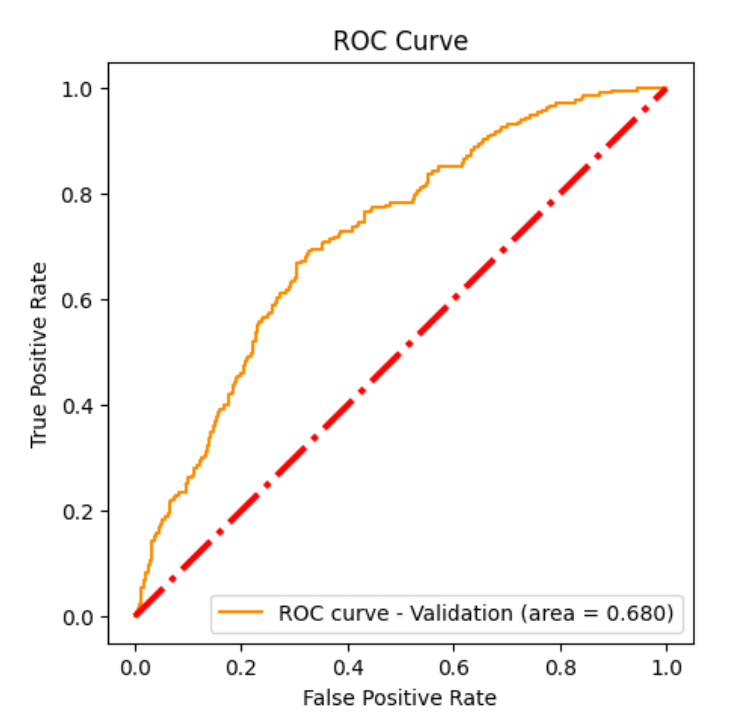 ROC Curve
1.0
0.8
0.6
0.4
0.2
0.0
True Positive Rate
ROC curve - Validation (area = 0.680)
0.0 0.2 0.4 0.6 0.8 1.0
False Positive Rate